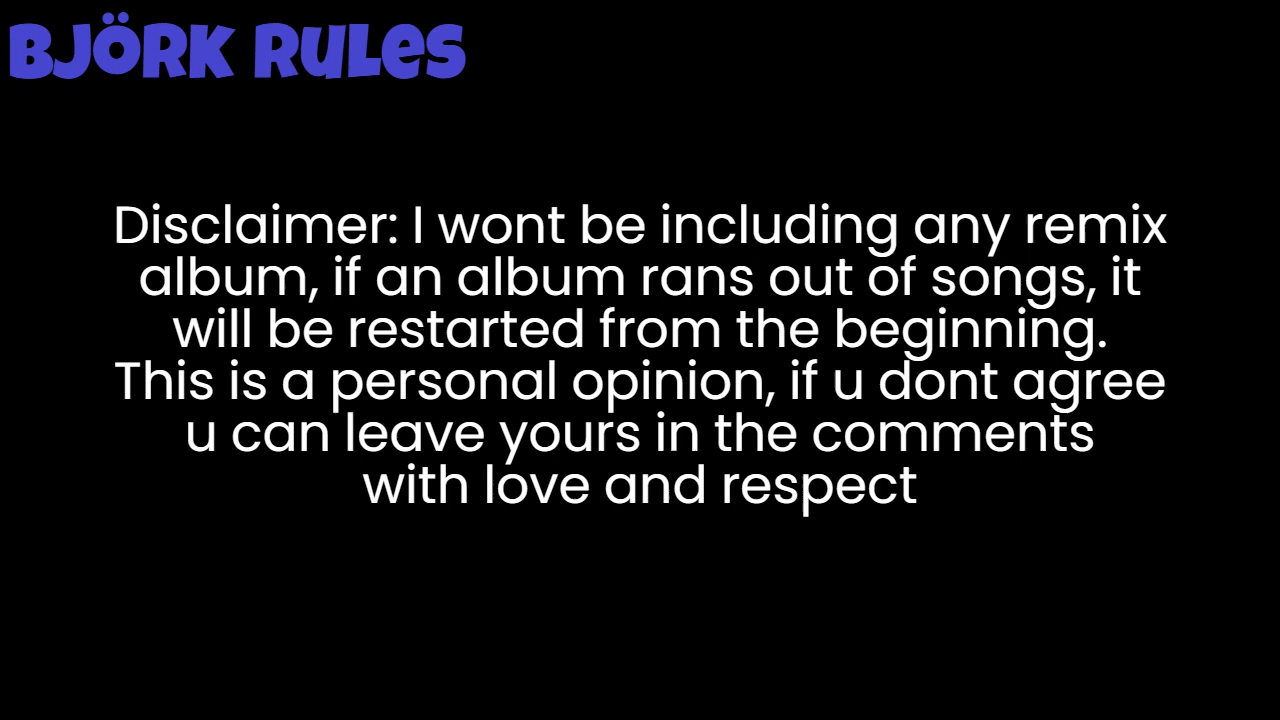 BJÖRK RULES
Disclaimer: I wont be including any remix
album, if an album rans out of songs, it
will be restarted from the beginning.
This is a personal opinion, if u dont agree
u can leave yours in the comments
with love and respect